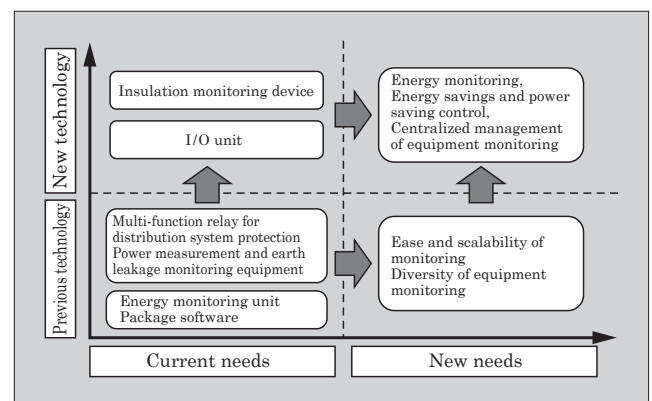 New technology
Insulation monitoring device
I/O unit
Energy monitoring,
Energy savings and power
saving control,
Centralized management
of equipment monitoring
Previous technology
Multi-function relay for
distribution system protection
Power measurement and earth
leakage monitoring equipment
Energy monitoring unit
Package software
Ease and scalability of
monitoring
Diversity of equipment
monitoring
Current needs
New needs